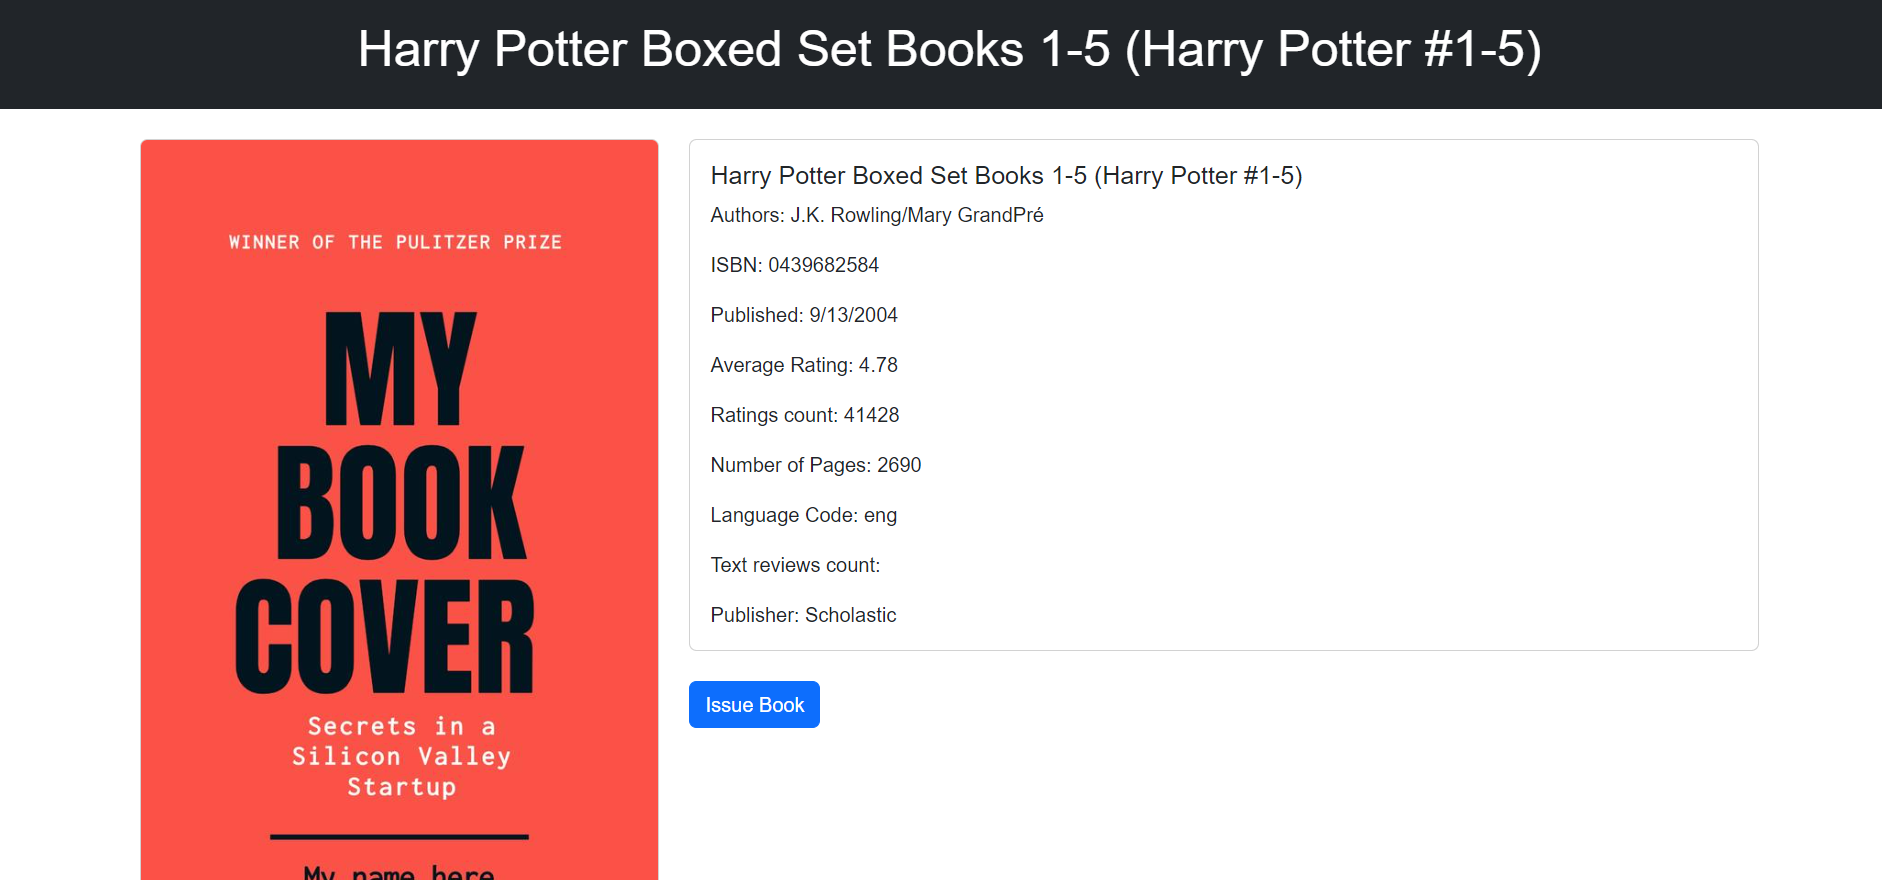 Harry Potter Boxed Set Books 1-5 (Harry Potter #1-5)
WINNER OF THE PULITZER PRIZE
MY
BOOK
COVER
Secrets in a
Silicon Valley
Startup
My name here
Harry Potter Boxed Set Books 1-5 (Harry Potter #1-5)
Authors: J.K. Rowling/Mary GrandPré
ISBN: 0439682584
Published: 9/13/2004
Average Rating: 4.78
Ratings count: 41428
Number of Pages: 2690
Language Code: eng
Text reviews count:
Publisher: Scholastic
Issue Book